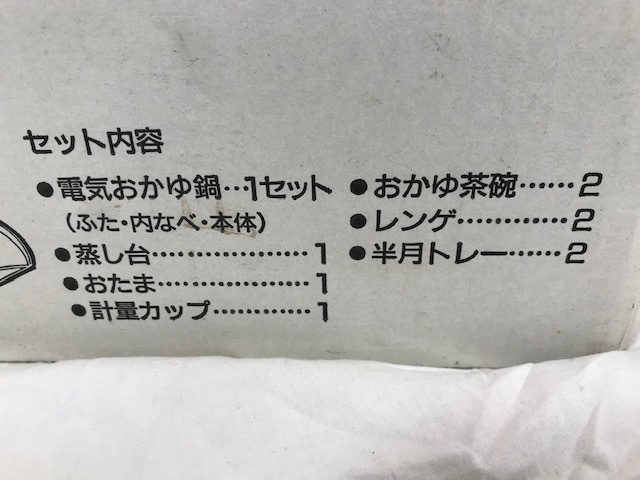 セット内容
●電気おかゆ鍋…1セット
(ふた・内なべ・本体)
●蒸し台…………………1
●おたま…………………1
●計量カップ……………1
●おかゆ茶碗……2
●レンゲ…………2
●半月トレー……2